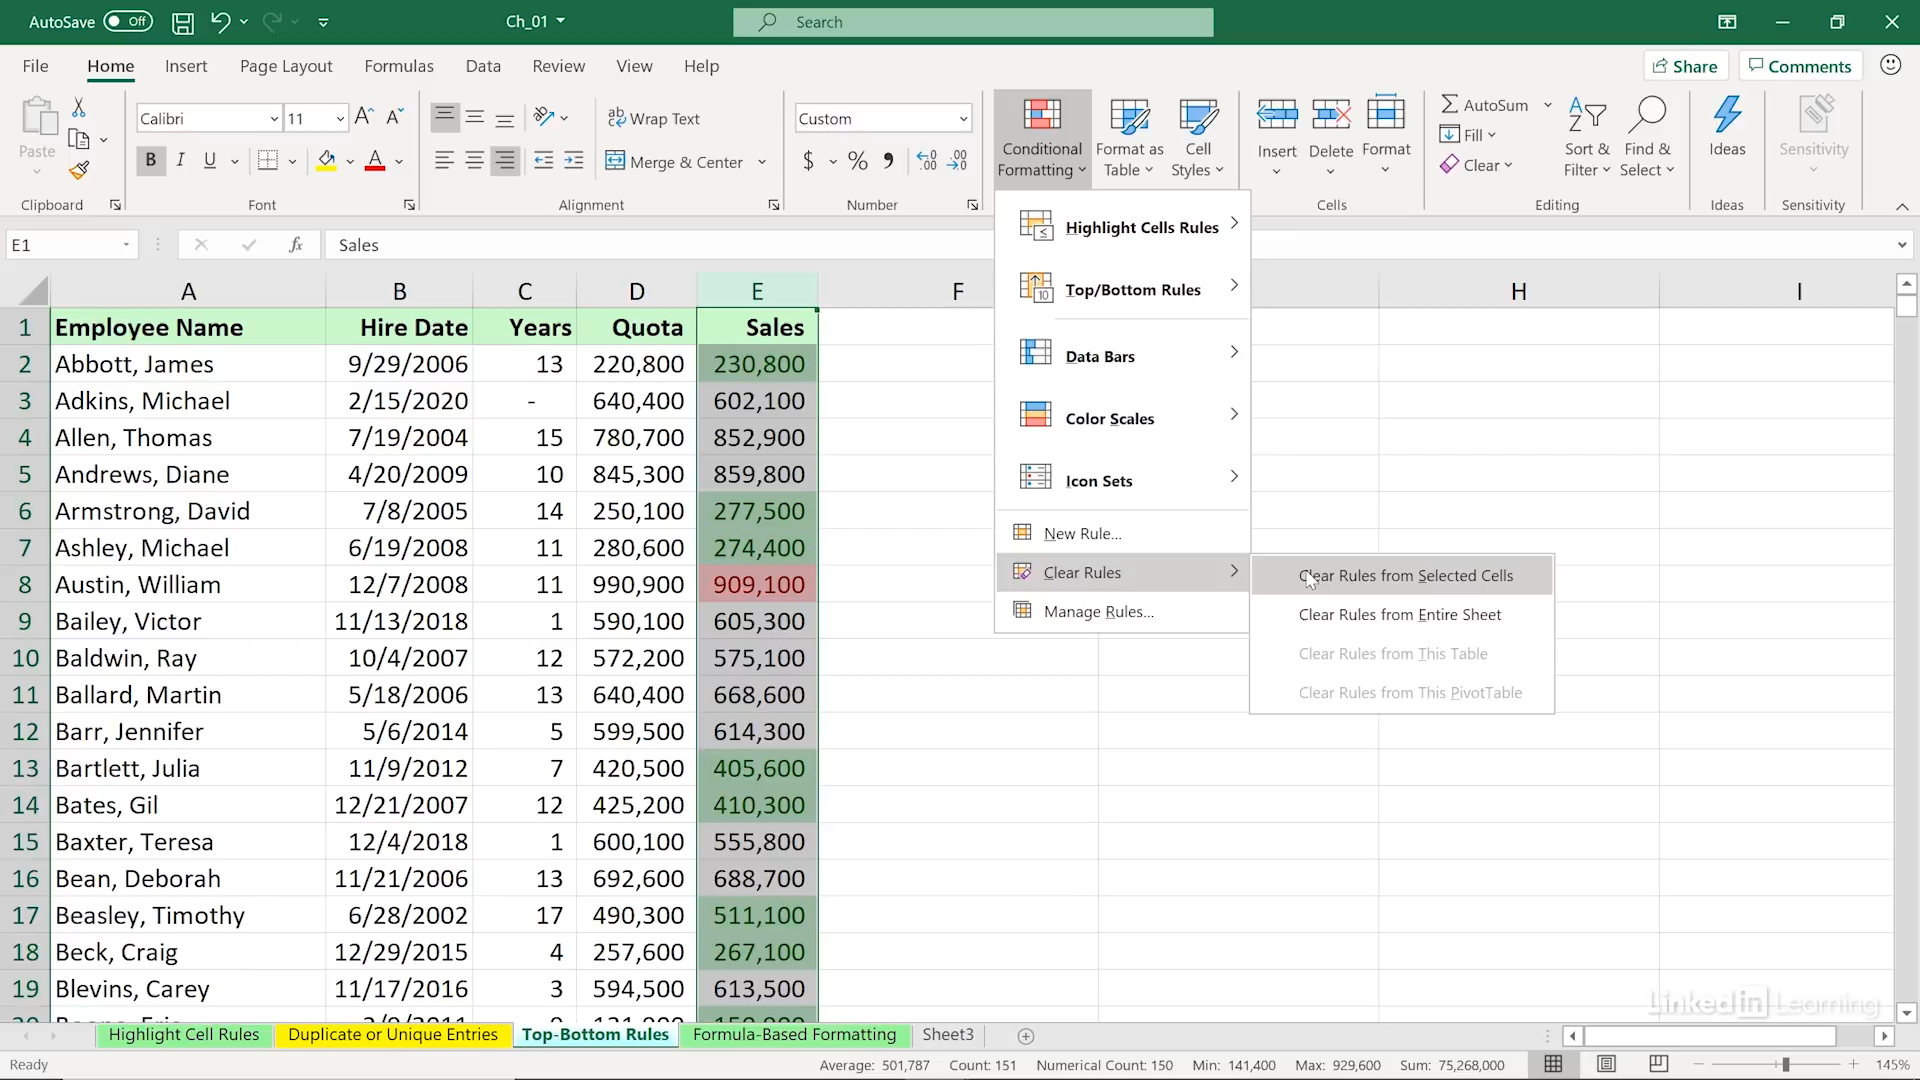 AutoSave Off Ch_01 Search
File Home Insert Page Layout Formulas Data Review View Help Share Comments
Paste Calibri 11 A A B I U A Wrap Text Merge & Center Custom $ % Conditional Formatting Format as Table Cell Styles Insert Delete Format AutoSum Fill Clear Sort & Filter Find & Select Ideas Sensitivity
Clipboard Font Alignment Number Cells Editing Ideas Sensitivity
E1 fx Sales
A B C D E F H I
1 Employee Name Hire Date Years Quota Sales
2 Abbott, James 9/29/2006 13 220,800 230,800
3 Adkins, Michael 2/15/2020 - 640,400 602,100
4 Allen, Thomas 7/19/2004 15 780,700 852,900
5 Andrews, Diane 4/20/2009 10 845,300 859,800
6 Armstrong, David 7/8/2005 14 250,100 277,500
7 Ashley, Michael 6/19/2008 11 280,600 274,400
8 Austin, William 12/7/2008 11 990,900 909,100
9 Bailey, Victor 11/13/2018 1 590,100 605,300
10 Baldwin, Ray 10/4/2007 12 572,200 575,100
11 Ballard, Martin 5/18/2006 13 640,400 668,600
12 Barr, Jennifer 5/6/2014 5 599,500 614,300
13 Bartlett, Julia 11/9/2012 7 420,500 405,600
14 Bates, Gil 12/21/2007 12 425,200 410,300
15 Baxter, Teresa 12/4/2018 1 600,100 555,800
16 Bean, Deborah 11/21/2006 13 692,600 688,700
17 Beasley, Timothy 6/28/2002 17 490,300 511,100
18 Beck, Craig 12/29/2015 4 257,600 267,100
19 Blevins, Carey 11/17/2016 3 594,500 613,500
Highlight Cells Rules
Top/Bottom Rules
Data Bars
Color Scales
Icon Sets
New Rule...
Clear Rules
Manage Rules...
Clear Rules from Selected Cells
Clear Rules from Entire Sheet
Clear Rules from This Table
Clear Rules from This PivotTable
LinkedIn Learning
Highlight Cell Rules Duplicate or Unique Entries Top-Bottom Rules Formula-Based Formatting Sheet3
Ready Average: 501,787 Count: 151 Numerical Count: 150 Min: 141,400 Max: 929,600 Sum: 75,268,000 145%